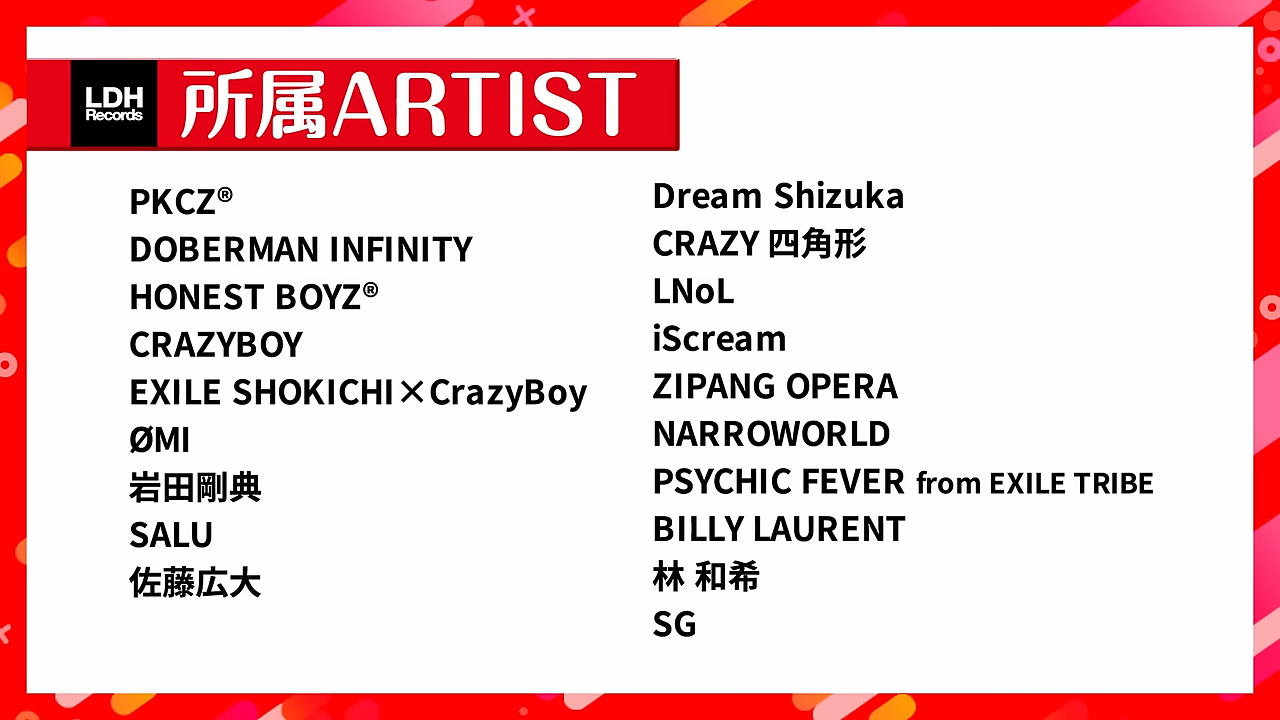 LDH
Records
所属ARTIST
PKCZ®
DOBERMAN INFINITY
HONEST BOYZ®
CRAZYBOY
EXILE SHOKICHI×CrazyBoy
ØMI
岩田剛典
SALU
佐藤広大
Dream Shizuka
CRAZY 四角形
LNoL
iScream
ZIPANG OPERA
NARROWORLD
PSYCHIC FEVER from EXILE TRIBE
BILLY LAURENT
林 和希
SG